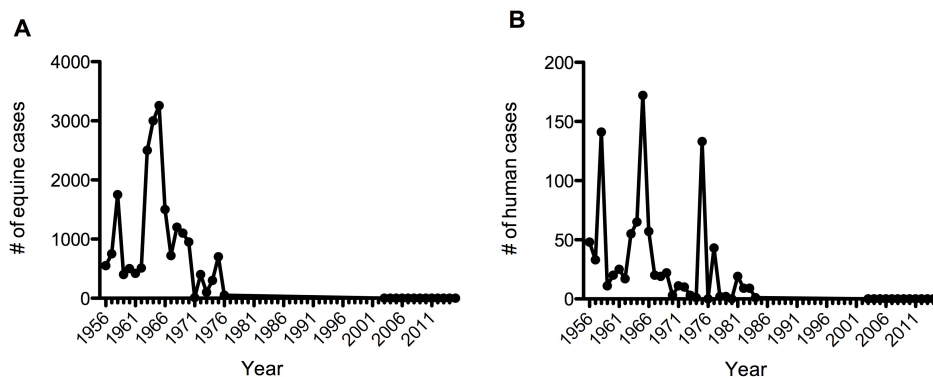 A
# of equine cases
4000
3000
2000
1000
0
1956 1961 1966 1971 1976 1981 1986 1991 1996 2001 2006 2011
Year
B
# of human cases
200
150
100
50
0
1956 1961 1966 1971 1976 1981 1986 1991 1996 2001 2006 2011
Year